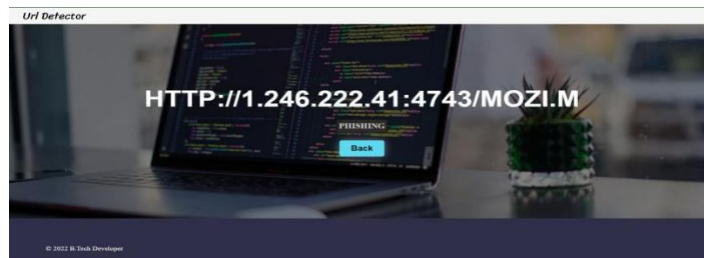 Url Detector
HTTP://1.246.222.41:4743/MOZI.M
PHISHING
Back
© 2022 B.Tech Developer